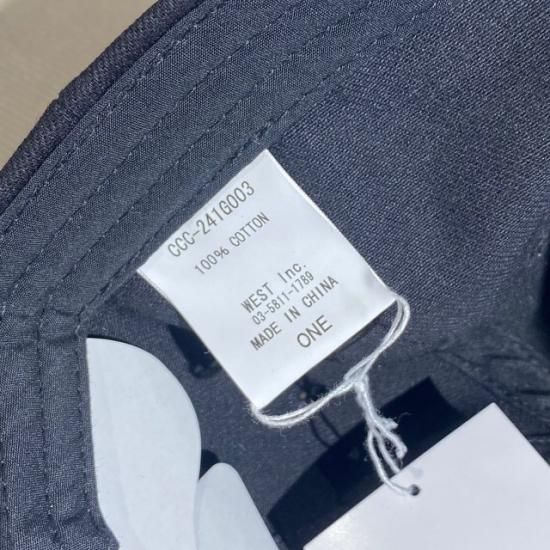 CCC-241G003
100% COTTON
WEST Inc.
03-5811-1789
MADE IN CHINA
ONE